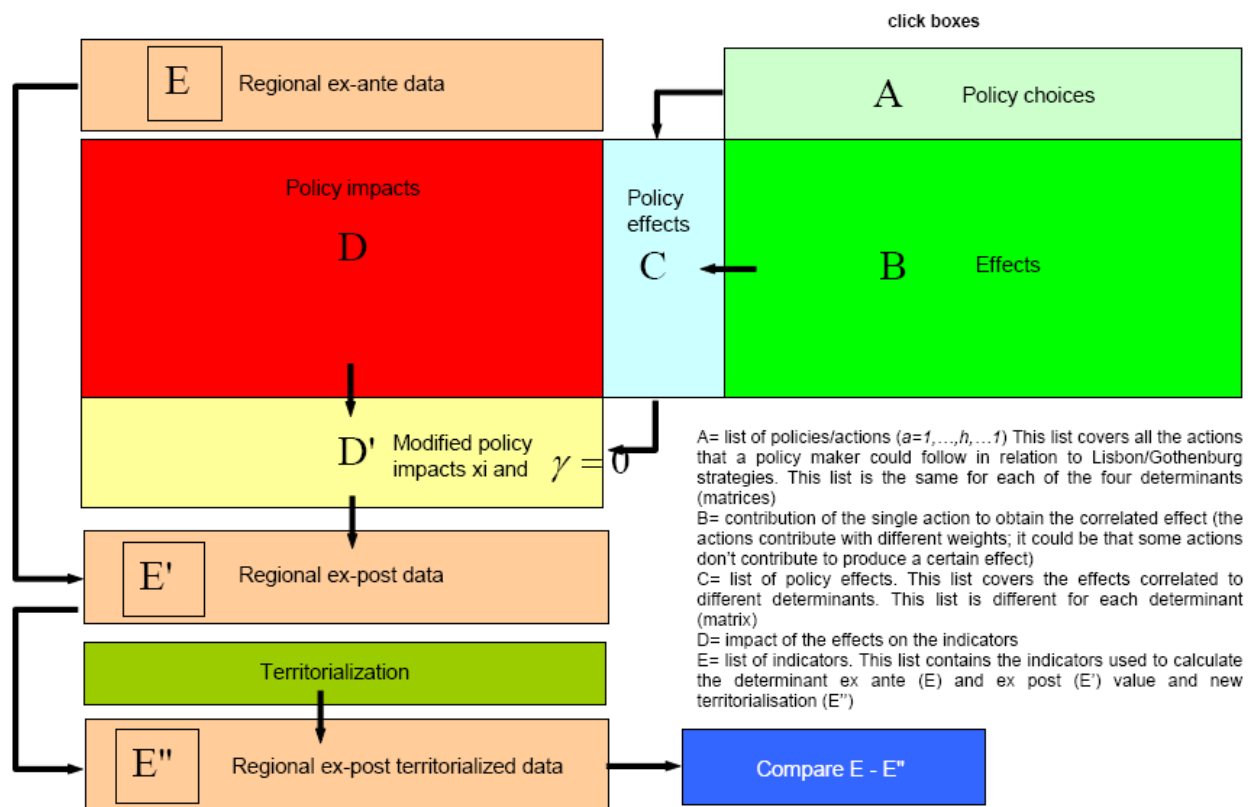 click boxes
E Regional ex-ante data
A Policy choices
Policy impacts
D
Policy
effects
C
B Effects
D' Modified policy
impacts xi and γ = 0
E' Regional ex-post data
Territorialization
E" Regional ex-post territorialized data
Compare E - E"
A= list of policies/actions (a=1,...,h,...1) This list covers all the actions
that a policy maker could follow in relation to Lisbon/Gothenburg
strategies. This list is the same for each of the four determinants
(matrices)
B= contribution of the single action to obtain the correlated effect (the
actions contribute with different weights; it could be that some actions
don't contribute to produce a certain effect)
C= list of policy effects. This list covers the effects correlated to
different determinants. This list is different for each determinant
(matrix)
D= impact of the effects on the indicators
E= list of indicators. This list contains the indicators used to calculate
the determinant ex ante (E) and ex post (E') value and new
territorialisation (E'')